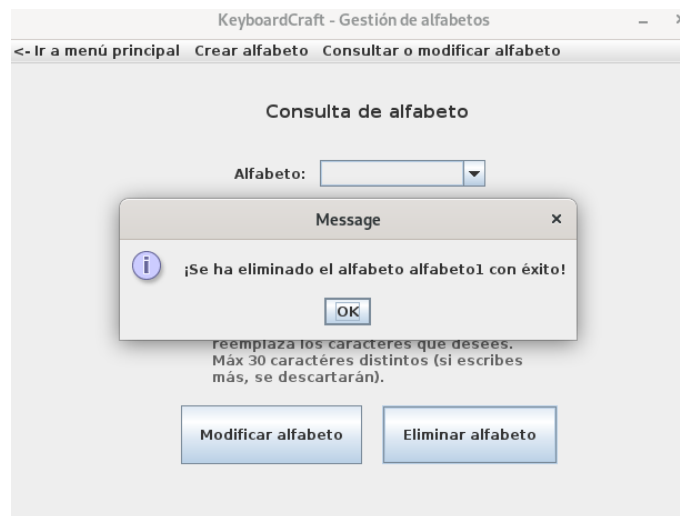 KeyboardCraft - Gestión de alfabetos
<- Ir a menú principal Crear alfabeto Consultar o modificar alfabeto
Consulta de alfabeto
Alfabeto:
Message
¡Se ha eliminado el alfabeto alfabeto1 con éxito!
OK
reemplaza los caracteres que desees.
Máx 30 caractéres distintos (si escribes
más, se descartarán).
Modificar alfabeto Eliminar alfabeto